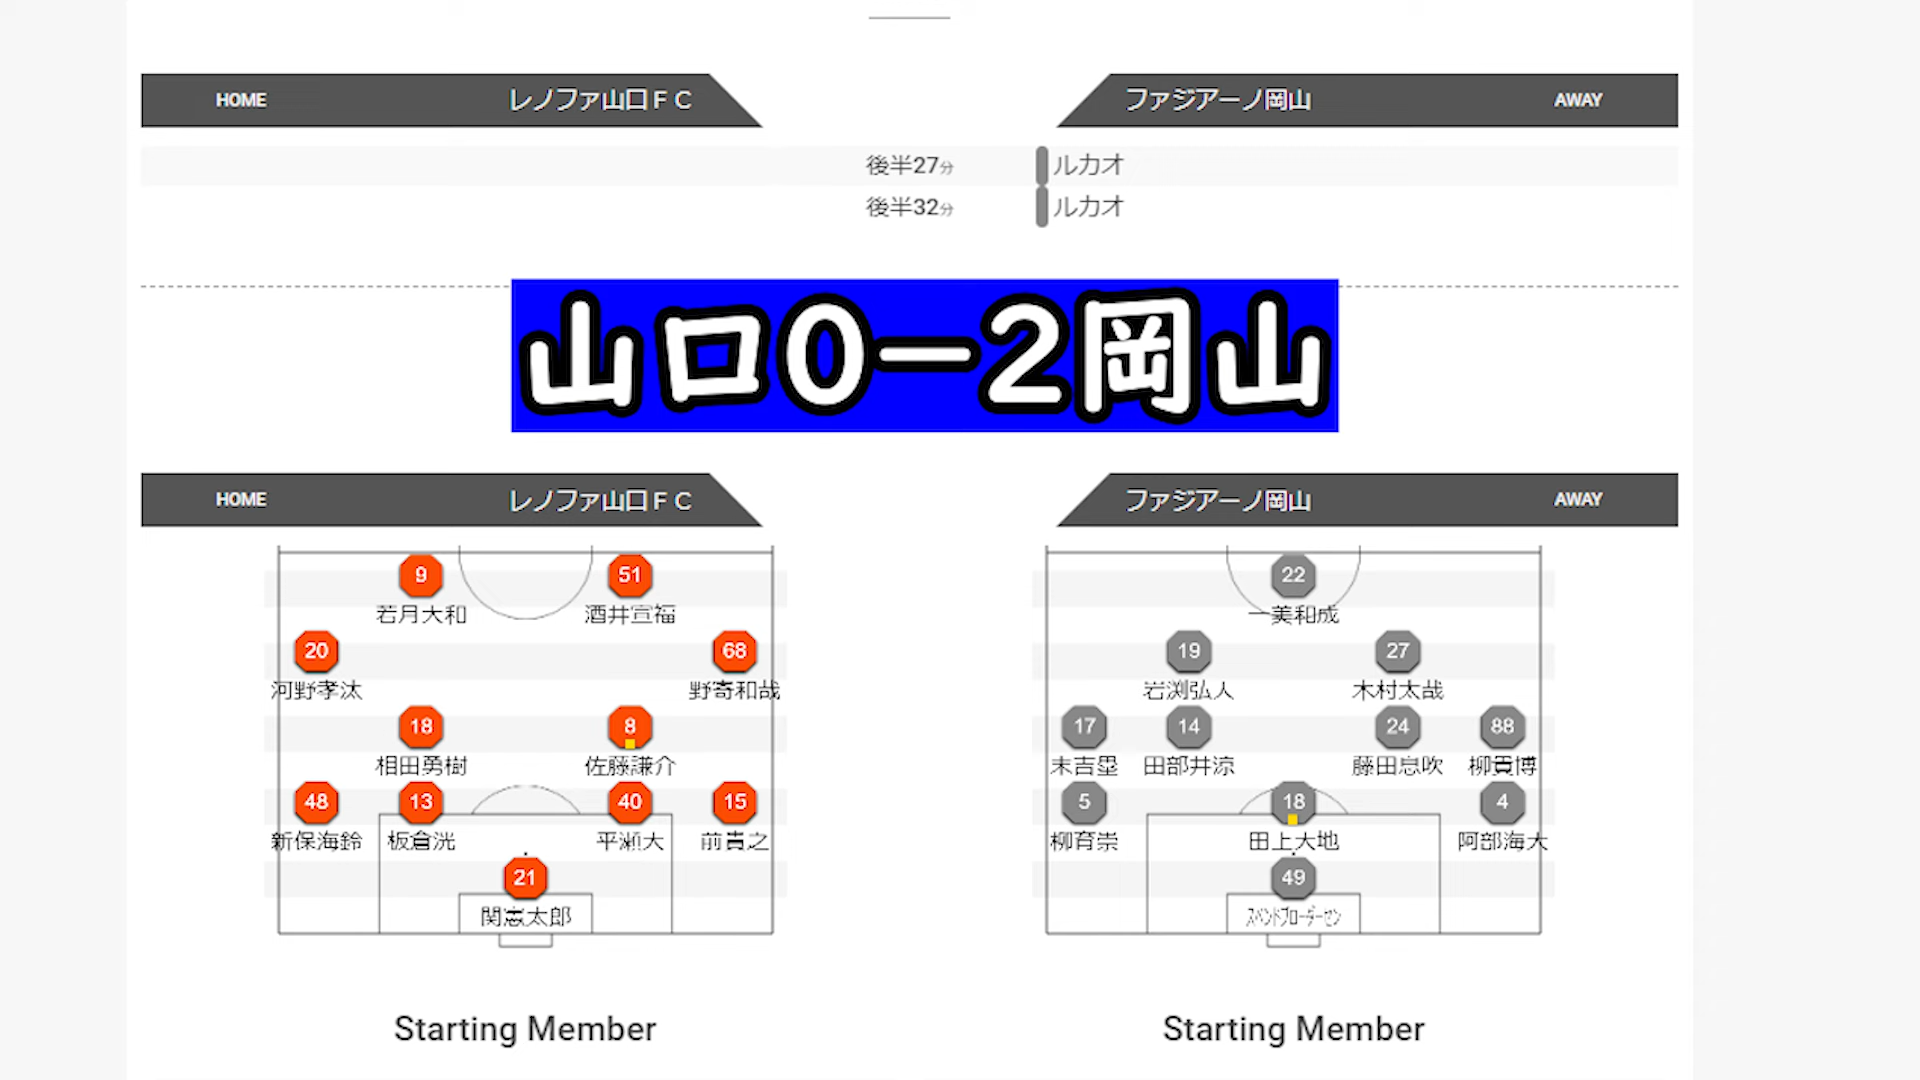 HOME レノファ山口ＦＣ ファジアーノ岡山 AWAY
後半27分 ルカオ
後半32分 ルカオ
山口0－2岡山
HOME レノファ山口ＦＣ ファジアーノ岡山 AWAY
9 51
若月大和 酒井宣福
20 68
河野孝汰 野寄和哉
18 8
相田勇樹 佐藤謙介
48 13 40 15
新保海鈴 板倉洸 平瀬大 前貴之
21
関憲太郎
22
一美和成
19 27
岩渕弘人 木村太哉
17 14 24 88
末吉塁 田部井涼 藤田息吹 柳貴博
5 18 4
柳育崇 田上大地 阿部海大
49
スベンドブローダーセン
Starting Member
Starting Member